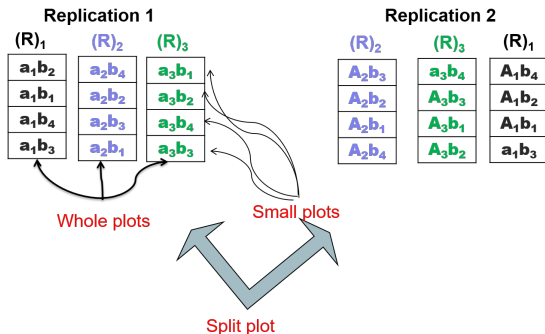 Replication 1 Replication 2
(R)₁ (R)₂ (R)₃ (R)₂ (R)₃ (R)₁
a₁b₂ a₂b₄ a₃b₁ A₂b₃ a₃b₄ A₁b₄
a₁b₁ a₂b₂ a₃b₂ A₂b₂ A₃b₃ A₁b₂
a₁b₄ a₂b₃ a₃b₄ A₂b₁ A₃b₁ A₁b₁
a₁b₃ a₂b₁ a₃b₃ A₂b₄ A₃b₂ a₁b₃
Whole plots Small plots
Split plot